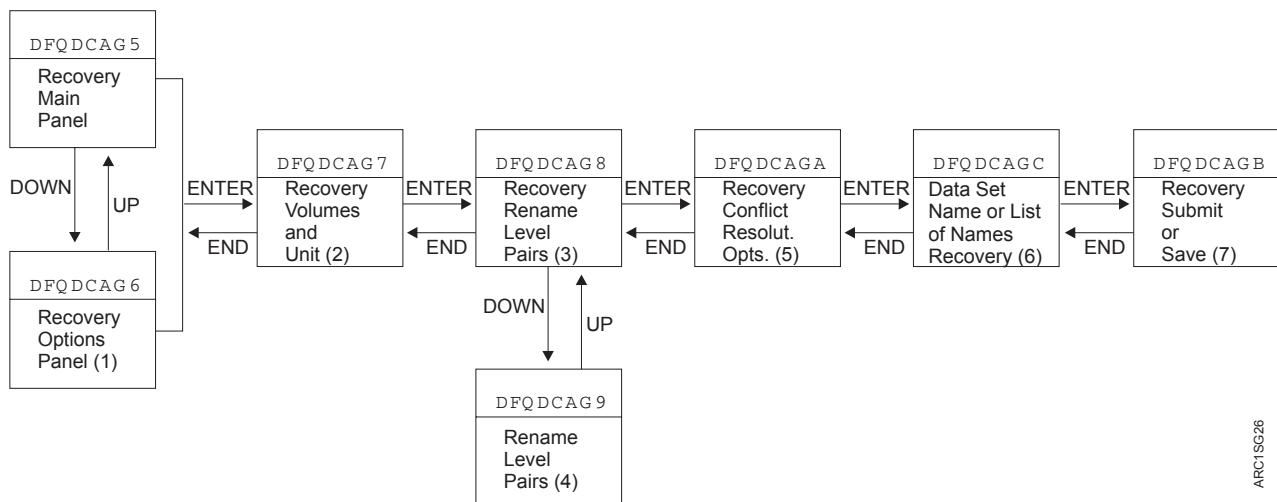 DFQDCAG5
Recovery
Main
Panel
DOWN
UP
DFQDCAG6
Recovery
Options
Panel (1)
ENTER
END
DFQDCAG7
Recovery
Volumes
and
Unit (2)
ENTER
END
DFQDCAG8
Recovery
Rename
Level
Pairs (3)
DOWN
UP
DFQDCAG9
Rename
Level
Pairs (4)
ENTER
END
DFQDCAGA
Recovery
Conflict
Resolut.
Opts. (5)
ENTER
END
DFQDCAGC
Data Set
Name or List
of Names
Recovery (6)
ENTER
END
DFQDCAGB
Recovery
Submit
or
Save (7)
ARC1SG26